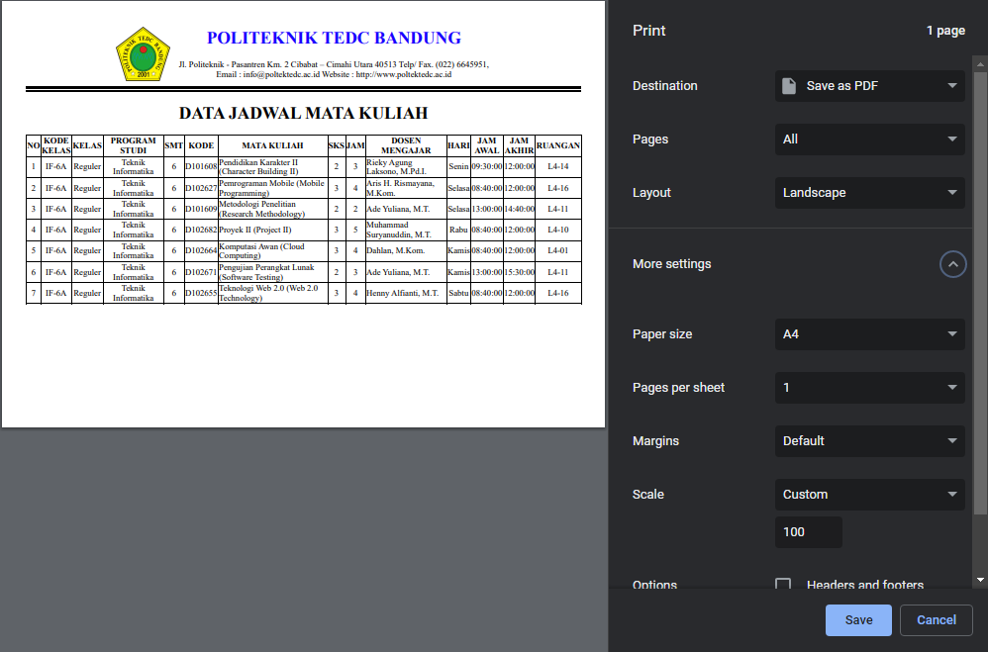 POLITEKNIK TEDC BANDUNG
Jl. Politeknik - Pasantren Km. 2 Cibabat – Cimahi Utara 40513 Telp/ Fax. (022) 6645951,
Email : info@poltektedc.ac.id Website : http://www.poltektedc.ac.id
POLITEKNIK TEDC BANDUNG
2001
DATA JADWAL MATA KULIAH
NO KODE KELAS KELAS PROGRAM STUDI SMT KODE MATA KULIAH SKS JAM DOSEN MENGAJAR HARI JAM AWAL JAM AKHIR RUANGAN
1 IF-6A Reguler Teknik Informatika 6 D101608 Pendidikan Karakter II (Character Building II) 2 3 Rieky Agung Laksono, M.Pd.I. Senin 09:30:00 12:00:00 L4-14
2 IF-6A Reguler Teknik Informatika 6 D102627 Pemrograman Mobile (Mobile Programming) 3 4 Aris H. Rismayana, M.Kom. Selasa 08:40:00 12:00:00 L4-16
3 IF-6A Reguler Teknik Informatika 6 D101609 Metodologi Penelitian (Research Methodology) 2 2 Ade Yuliana, M.T. Selasa 13:00:00 14:40:00 L4-11
4 IF-6A Reguler Teknik Informatika 6 D102682 Proyek II (Project II) 3 5 Muhammad Suryanuddin, M.T. Rabu 08:40:00 12:00:00 L4-10
5 IF-6A Reguler Teknik Informatika 6 D102664 Komputasi Awan (Cloud Computing) 3 4 Dahlan, M.Kom. Kamis 08:40:00 12:00:00 L4-01
6 IF-6A Reguler Teknik Informatika 6 D102671 Pengujian Perangkat Lunak (Software Testing) 2 3 Ade Yuliana, M.T. Kamis 13:00:00 15:30:00 L4-11
7 IF-6A Reguler Teknik Informatika 6 D102655 Teknologi Web 2.0 (Web 2.0 Technology) 3 4 Henny Alfianti, M.T. Sabtu 08:40:00 12:00:00 L4-16
Print 1 page
Destination Save as PDF
Pages All
Layout Landscape
More settings
Paper size A4
Pages per sheet 1
Margins Default
Scale Custom
100
Options Headers and footers
Save Cancel